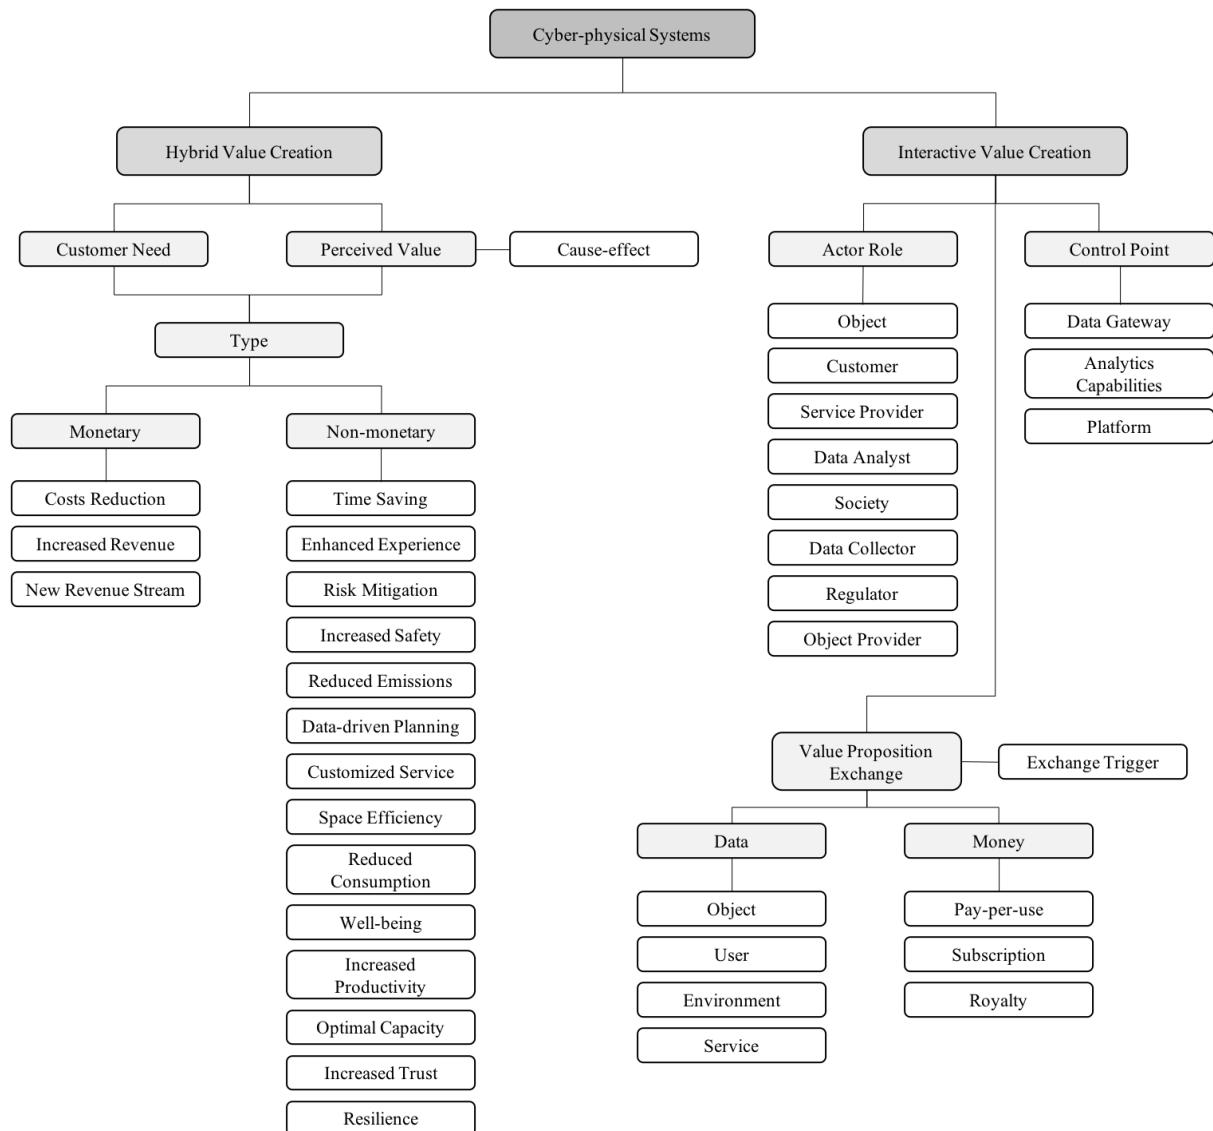 Cyber-physical Systems
Hybrid Value Creation
Interactive Value Creation
Customer Need
Perceived Value
Cause-effect
Actor Role
Control Point
Type
Monetary
Non-monetary
Costs Reduction
Increased Revenue
New Revenue Stream
Time Saving
Enhanced Experience
Risk Mitigation
Increased Safety
Reduced Emissions
Data-driven Planning
Customized Service
Space Efficiency
Reduced
Consumption
Well-being
Increased
Productivity
Optimal Capacity
Increased Trust
Resilience
Object
Customer
Service Provider
Data Analyst
Society
Data Collector
Regulator
Object Provider
Data Gateway
Analytics
Capabilities
Platform
Value Proposition
Exchange
Exchange Trigger
Data
Money
Object
User
Environment
Service
Pay-per-use
Subscription
Royalty